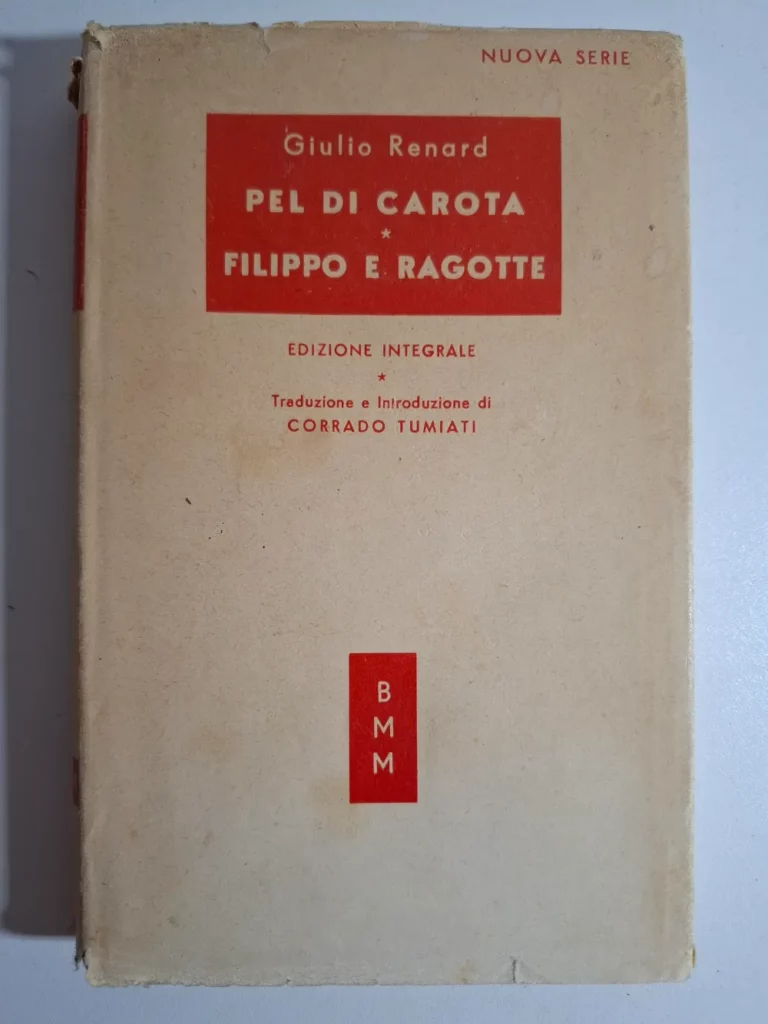 NUOVA SERIE
Giulio Renard
PEL DI CAROTA
*
FILIPPO E RAGOTTE
EDIZIONE INTEGRALE
*
Traduzione e Introduzione di
CORRADO TUMIATI
B
M
M